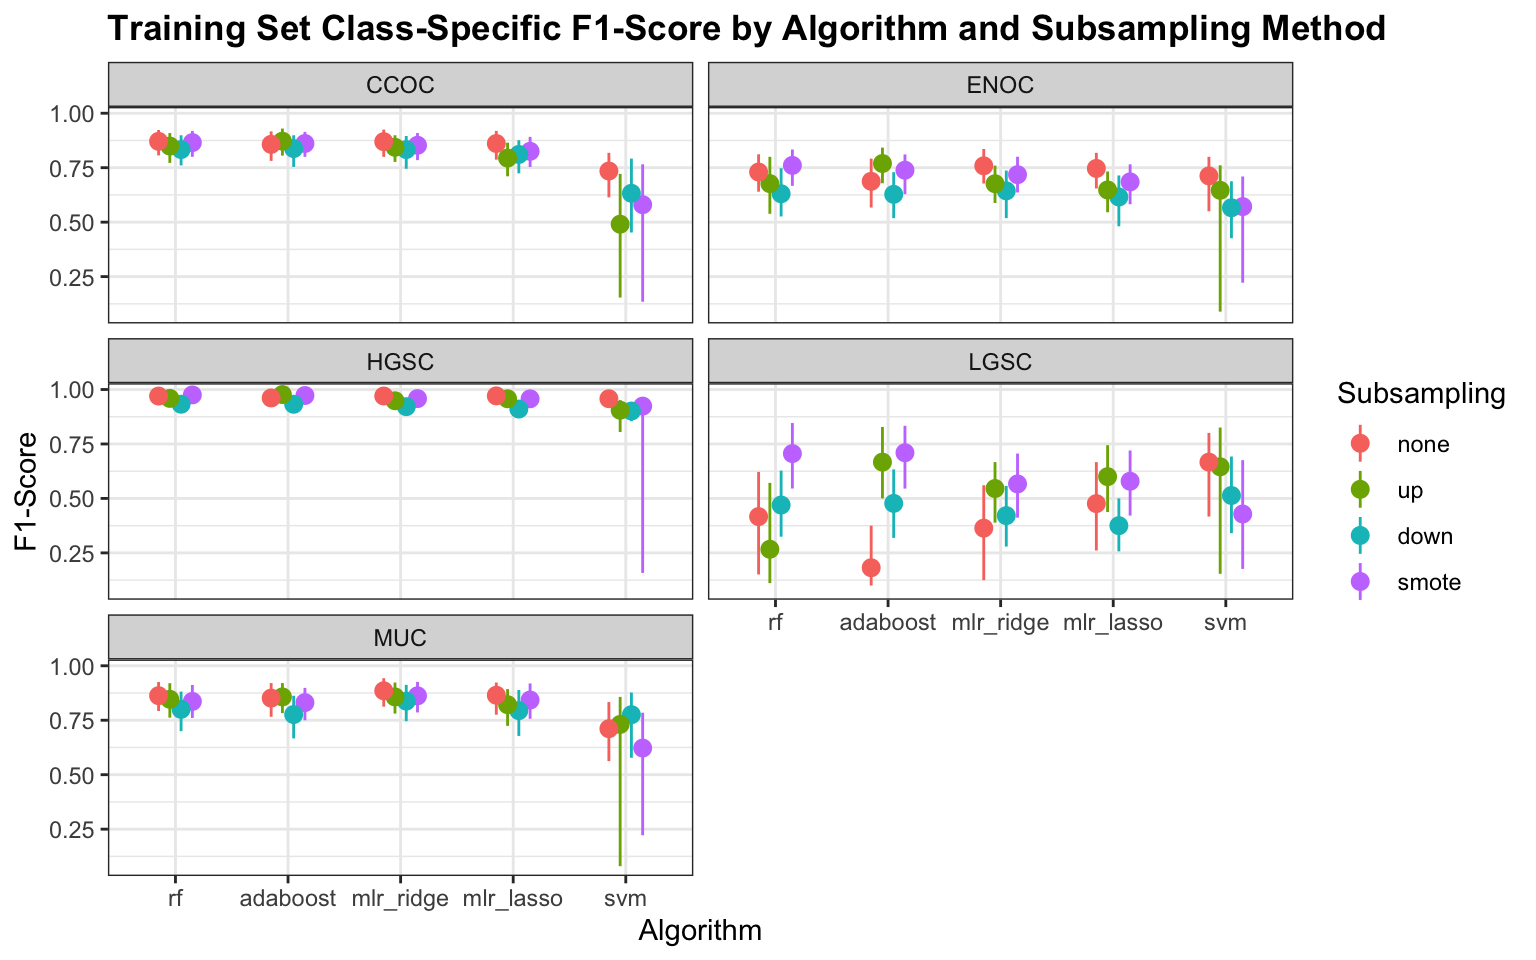 Training Set Class-Specific F1-Score by Algorithm and Subsampling Method
CCOC
ENOC
1.00
0.75
0.50
0.25
HGSC
LGSC
1.00
0.75
0.50
0.25
rf adaboost mlr_ridge mlr_lasso svm
MUC
1.00
0.75
0.50
0.25
rf adaboost mlr_ridge mlr_lasso svm
Algorithm
F1-Score
Subsampling
none
up
down
smote